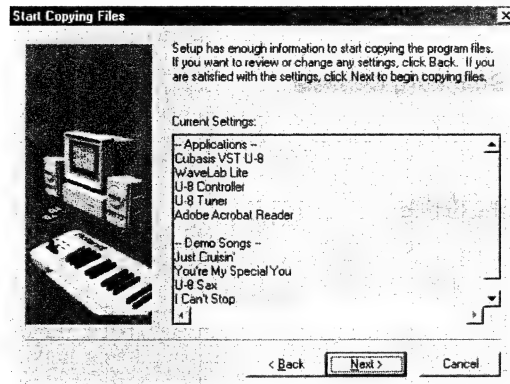 Start Copying Files
Setup has enough information to start copying the program files.
If you want to review or change any settings, click Back. If you
are satisfied with the settings, click Next to begin copying files.
Current Settings:
-- Applications --
Cubasis VST U-8
WaveLab Lite
U-8 Controller
U-8 Tuner
Adobe Acrobat Reader
-- Demo Songs --
Just Cruisin'
You're My Special You
U-8 Sax
I Can't Stop
< Back
Next >
Cancel